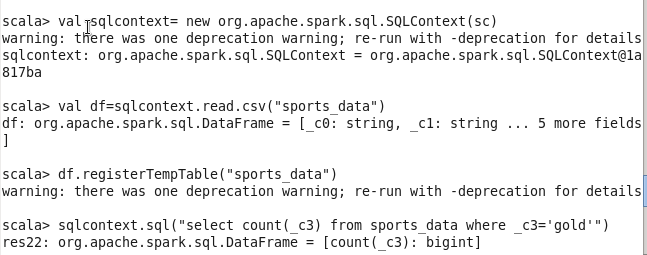 scala> val sqlcontext= new org.apache.spark.sql.SQLContext(sc)
warning: there was one deprecation warning; re-run with -deprecation for details
sqlcontext: org.apache.spark.sql.SQLContext = org.apache.spark.sql.SQLContext@1a
817ba
scala> val df=sqlcontext.read.csv("sports_data")
df: org.apache.spark.sql.DataFrame = [_c0: string, _c1: string ... 5 more fields
]
scala> df.registerTempTable("sports_data")
warning: there was one deprecation warning; re-run with -deprecation for details
scala> sqlcontext.sql("select count(_c3) from sports_data where _c3='gold'")
res22: org.apache.spark.sql.DataFrame = [count(_c3): bigint]